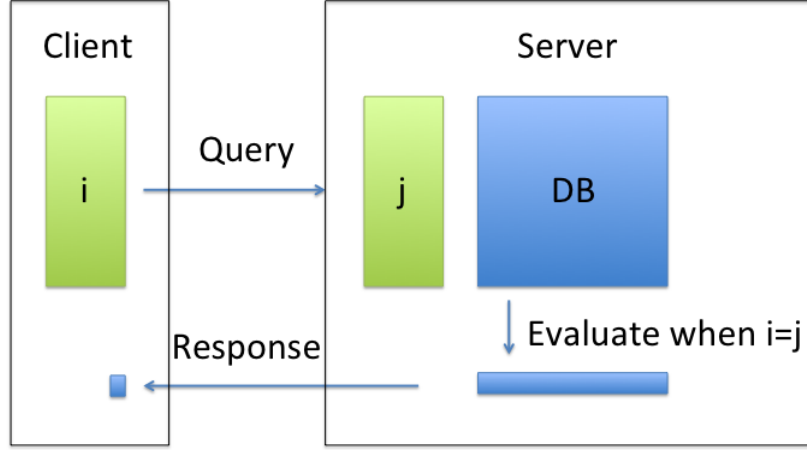 Client
Server
Query
i
j
DB
Evaluate when i=j
Response